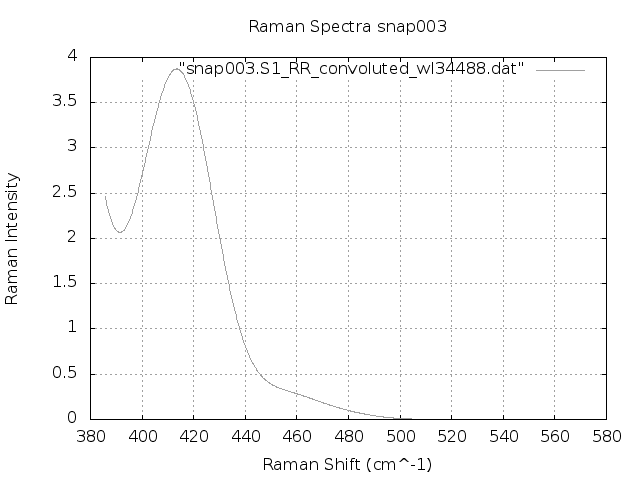 Raman Spectra snap003
"snap003.S1_RR_convoluted_wl34488.dat"
4
3.5
3
2.5
2
1.5
1
0.5
0
Raman Intensity
380 400 420 440 460 480 500 520 540 560 580
Raman Shift (cm^-1)